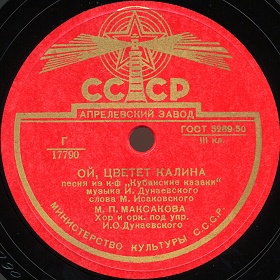 СССР
АПРЕЛЕВСКИЙ ЗАВОД
ГОСТ 5289-50
III кл.
Г
17790
ОЙ, ЦВЕТЕТ КАЛИНА
песня из к-ф „Кубанские казаки"
музыка И. Дунаевского
слова М. Исаковского
М. П. МАКСАКОВА
Хор и орк. под упр.
И.О.Дунаевского
МИНИСТЕРСТВО КУЛЬТУРЫ СССР